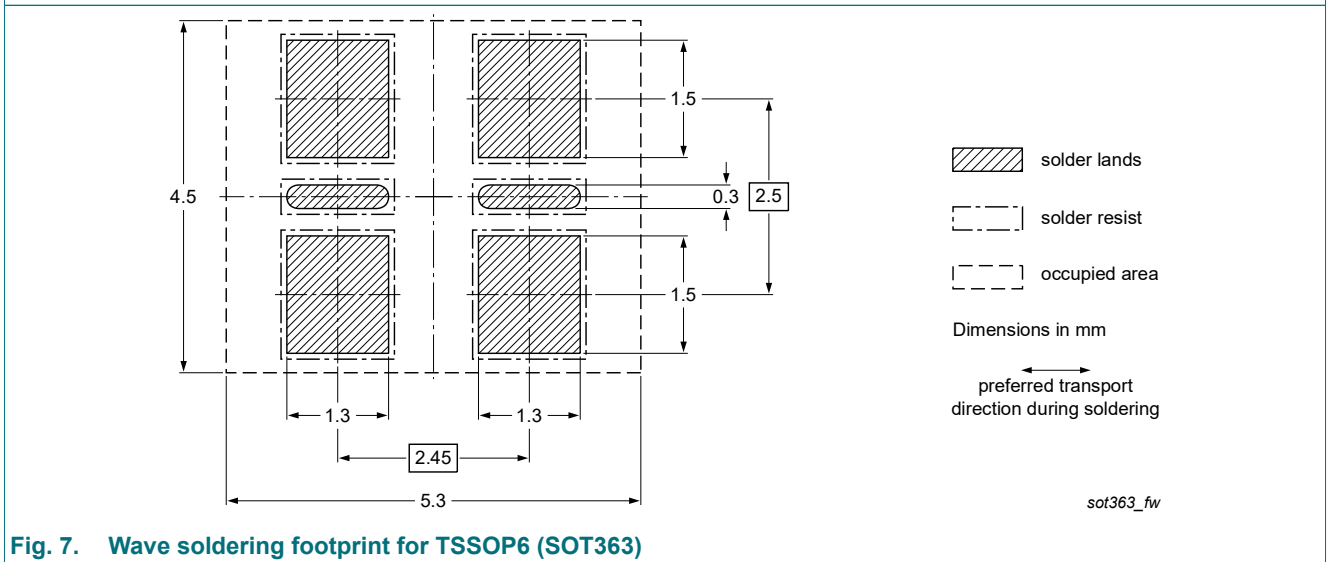 1.5
4.5
0.3
2.5
1.5
1.3
1.3
2.45
5.3
solder lands
solder resist
occupied area
Dimensions in mm
preferred transport
direction during soldering
sot363_fw
Fig. 7. Wave soldering footprint for TSSOP6 (SOT363)